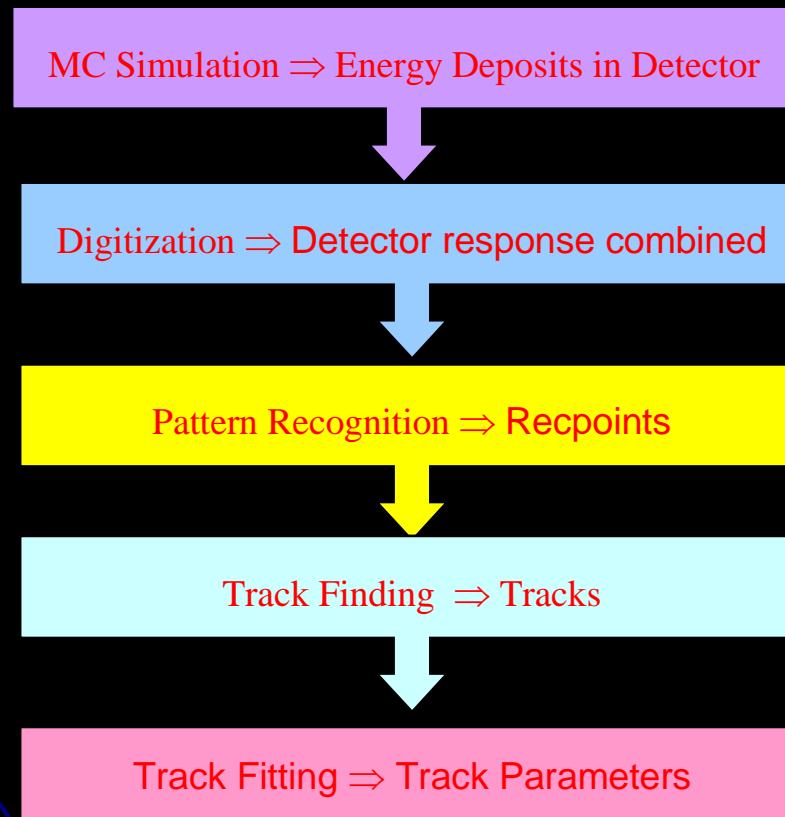 MC Simulation ⇒ Energy Deposits in Detector
Digitization ⇒ Detector response combined
Pattern Recognition ⇒ Recpoints
Track Finding ⇒ Tracks
Track Fitting ⇒ Track Parameters